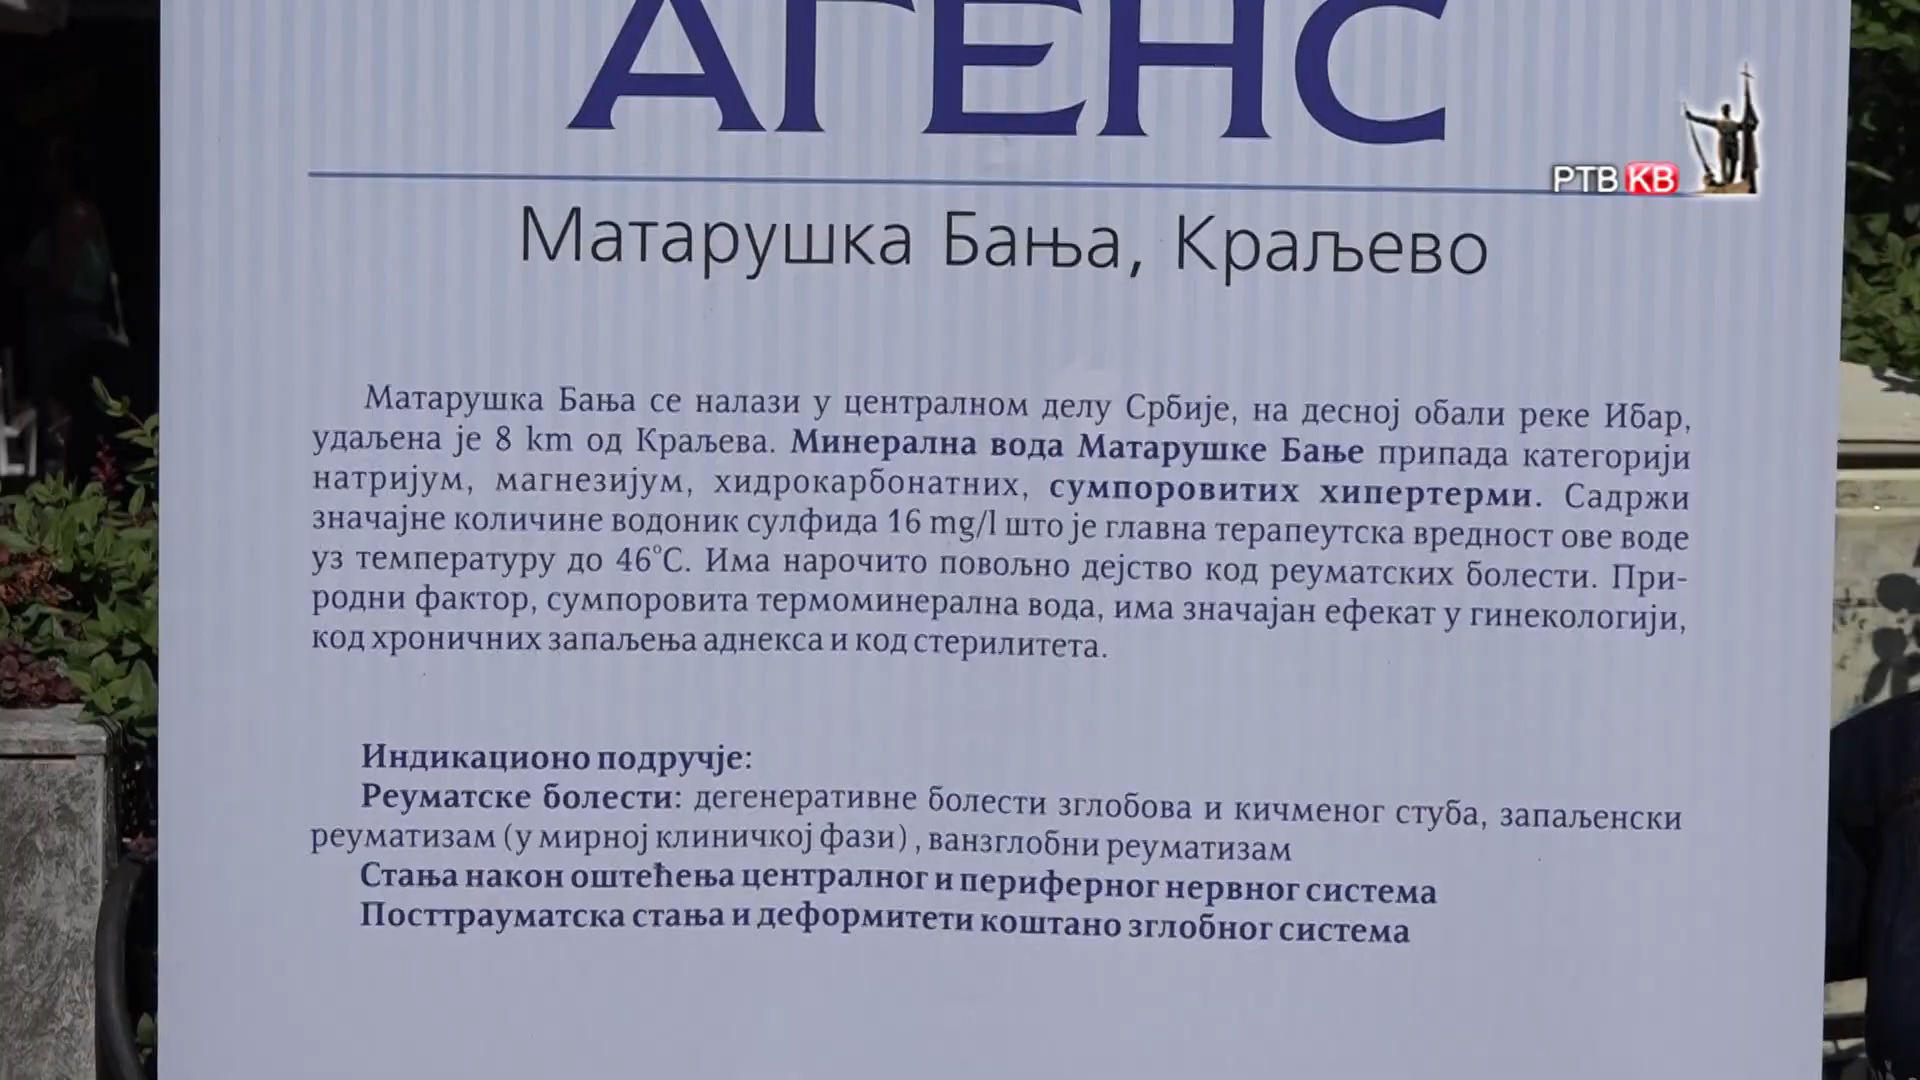 АГЕНС
РТВ КВ
Матарушка Бања, Краљево
Матарушка Бања се налази у централном делу Србије, на десној обали реке Ибар,
удаљена је 8 km од Краљева. Минерална вода Матарушке Бање припада категорији
натријум, магнезијум, хидрокарбонатних, сумпоровитих хипертерми. Садржи
значајне количине водоник сулфида 16 mg/l што је главна терапеутска вредност ове воде
уз температуру до 46°C. Има нарочито повољно дејство код реуматских болести. При-
родни фактор, сумпоровита термоминерална вода, има значајан ефекат у гинекологији,
код хроничних запаљења аднекса и код стерилитета.
Индикационо подручје:
Реуматске болести: дегенеративне болести зглобова и кичменог стуба, запаљенски
реуматизам (у мирној клиничкој фази) , ванзглобни реуматизам
Стања након оштећења централног и периферног нервног система
Посттрауматска стања и деформитети коштано зглобног система